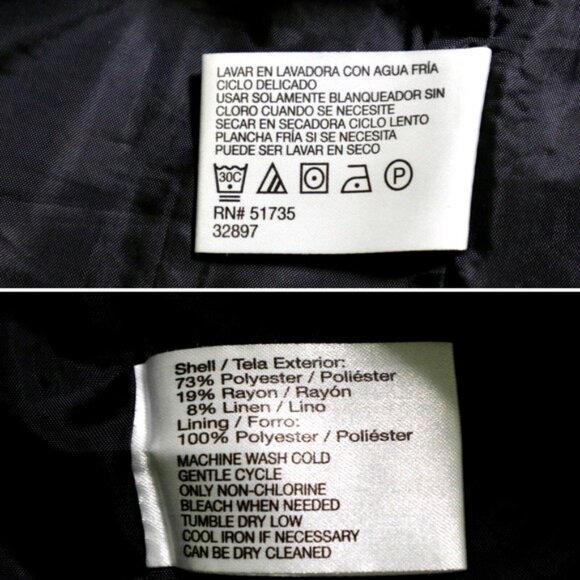 LAVAR EN LAVADORA CON AGUA FRÍA
CICLO DELICADO
USAR SOLAMENTE BLANQUEADOR SIN
CLORO CUANDO SE NECESITE
SECAR EN SECADORA CICLO LENTO
PLANCHA FRÍA SI SE NECESITA
PUEDE SER LAVAR EN SECO
30C P
RN# 51735
32897
Shell / Tela Exterior:
73% Polyester / Poliéster
19% Rayon / Rayón
8% Linen / Lino
Lining / Forro:
100% Polyester / Poliéster
MACHINE WASH COLD
GENTLE CYCLE
ONLY NON-CHLORINE
BLEACH WHEN NEEDED
TUMBLE DRY LOW
COOL IRON IF NECESSARY
CAN BE DRY CLEANED